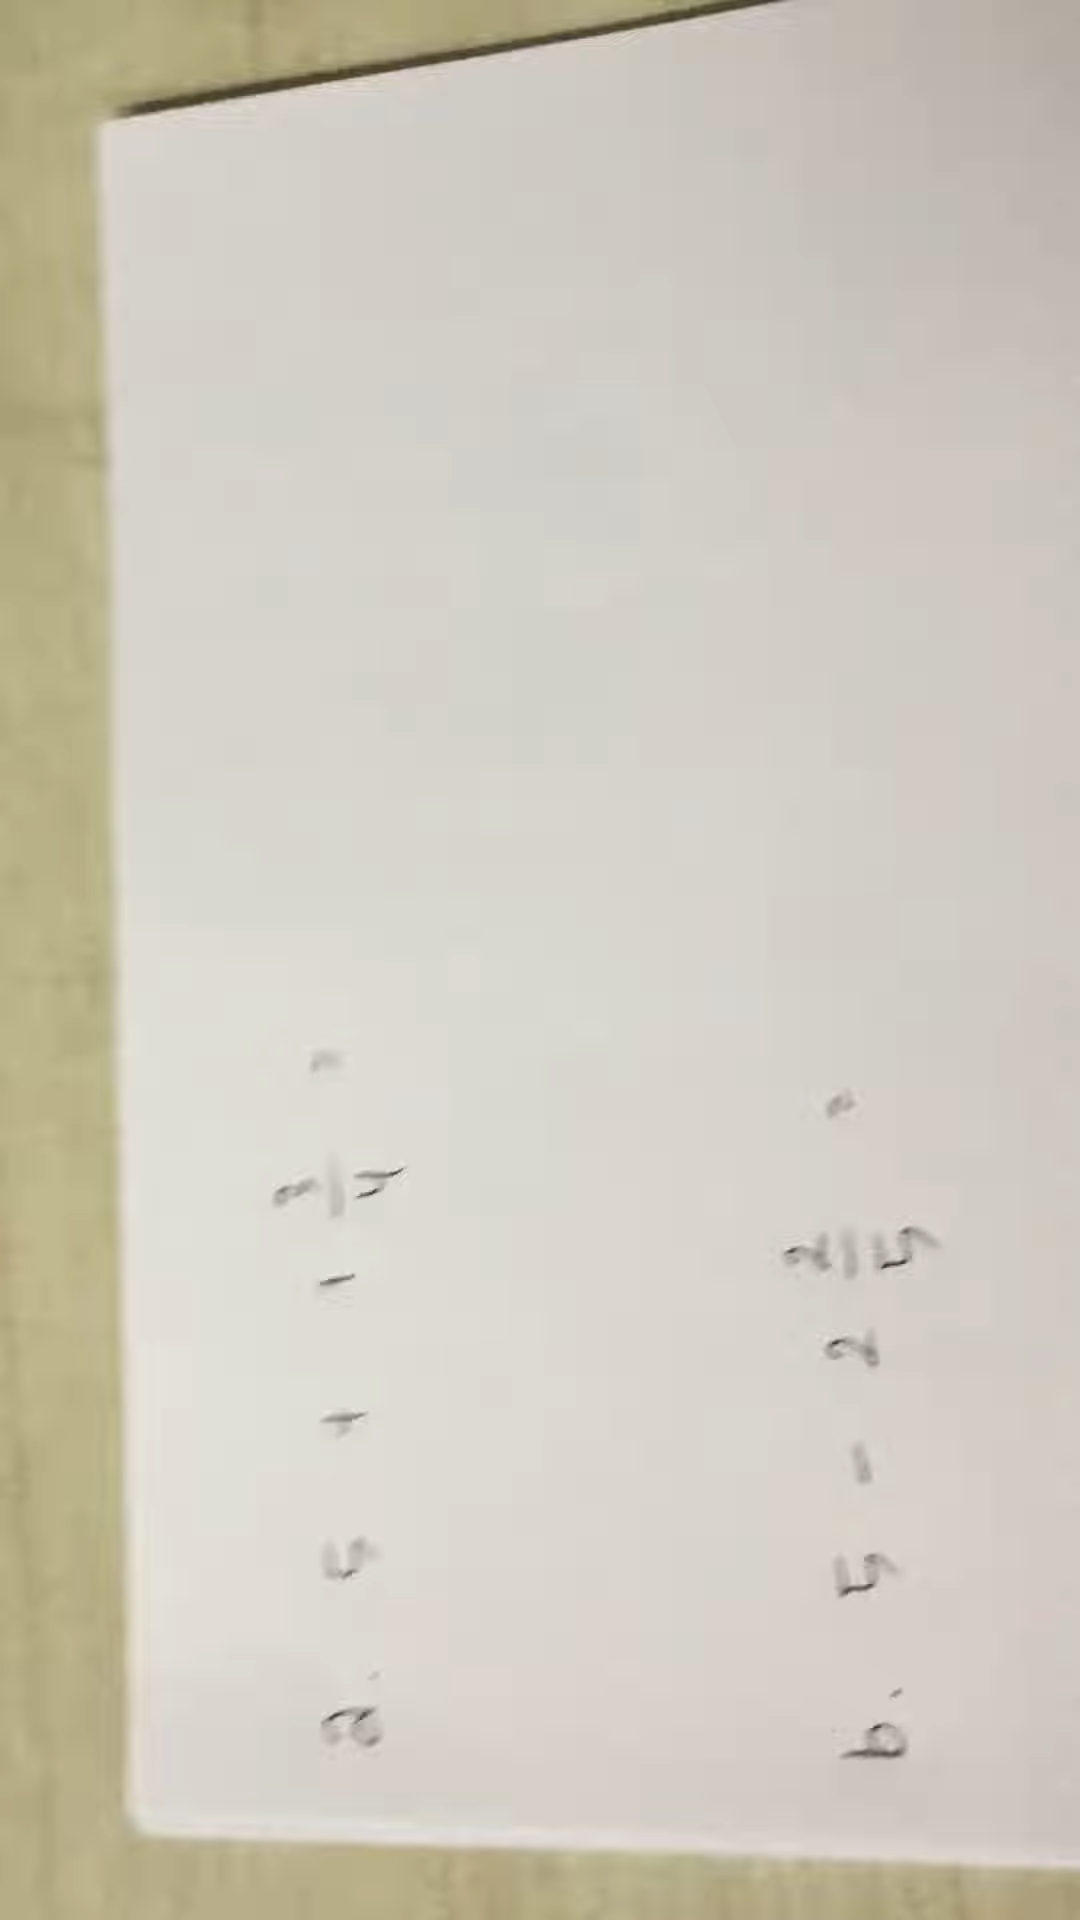 a. 5 + 1 3/4 =
b. 5 - 2 2/5 =